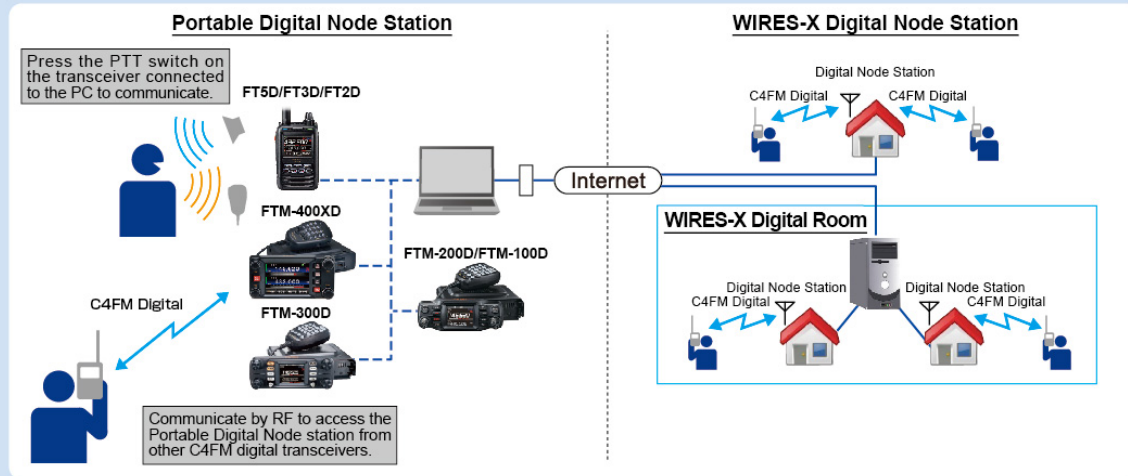 Portable Digital Node Station
Press the PTT switch on
the transceiver connected
to the PC to communicate.
FT5D/FT3D/FT2D
FTM-400XD
FTM-200D/FTM-100D
C4FM Digital
FTM-300D
Communicate by RF to access the
Portable Digital Node station from
other C4FM digital transceivers.
Internet
WIRES-X Digital Node Station
Digital Node Station
C4FM Digital
C4FM Digital
WIRES-X Digital Room
Digital Node Station
C4FM Digital
Digital Node Station
C4FM Digital